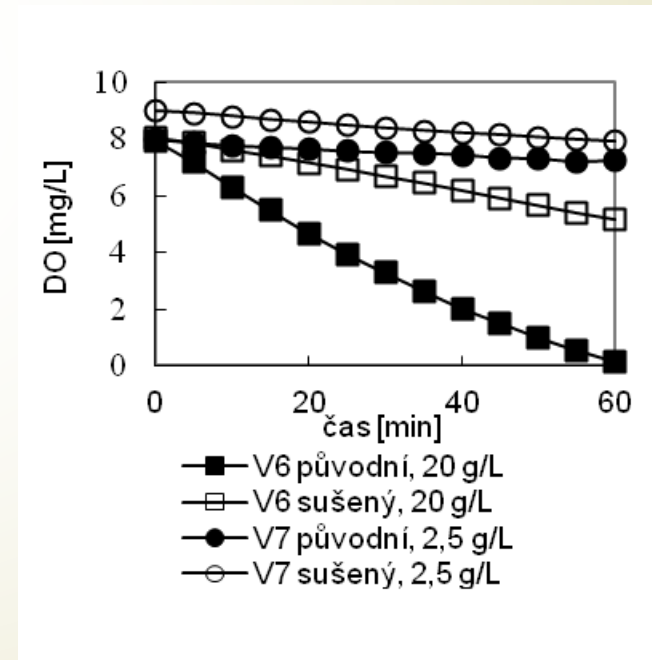 10
8
6
4
2
0
DO [mg/L]
0 20 40 60
čas [min]
V6 původní, 20 g/L
V6 sušený, 20 g/L
V7 původní, 2,5 g/L
V7 sušený, 2,5 g/L